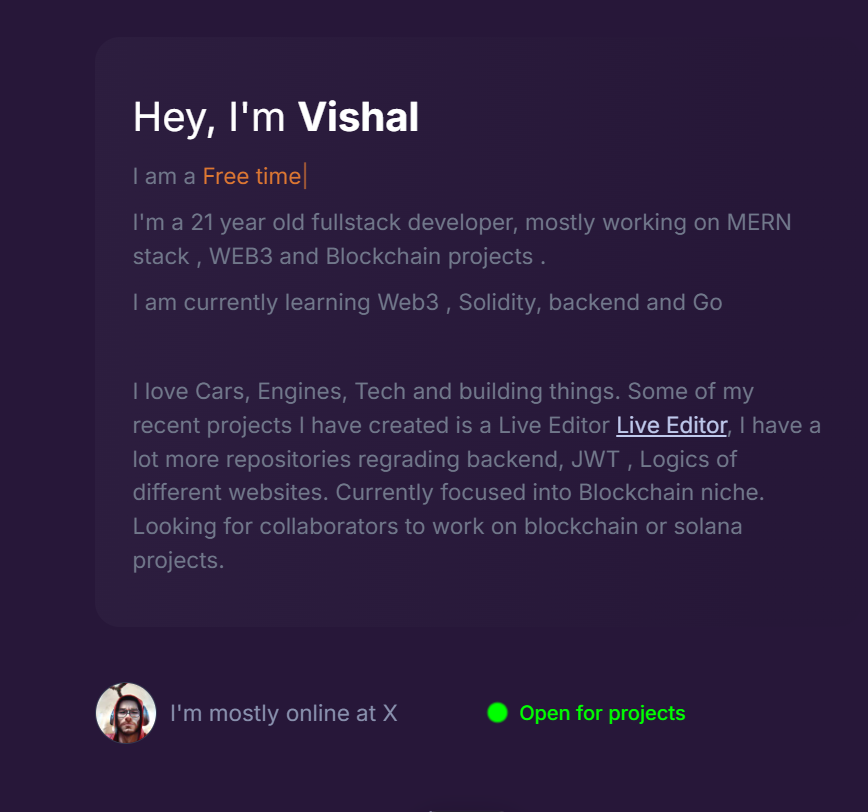 Hey, I'm Vishal
I am a Free time
I'm a 21 year old fullstack developer, mostly working on MERN
stack , WEB3 and Blockchain projects .
I am currently learning Web3 , Solidity, backend and Go
I love Cars, Engines, Tech and building things. Some of my
recent projects I have created is a Live Editor Live Editor, I have a
lot more repositories regrading backend, JWT , Logics of
different websites. Currently focused into Blockchain niche.
Looking for collaborators to work on blockchain or solana
projects.
I'm mostly online at X
Open for projects